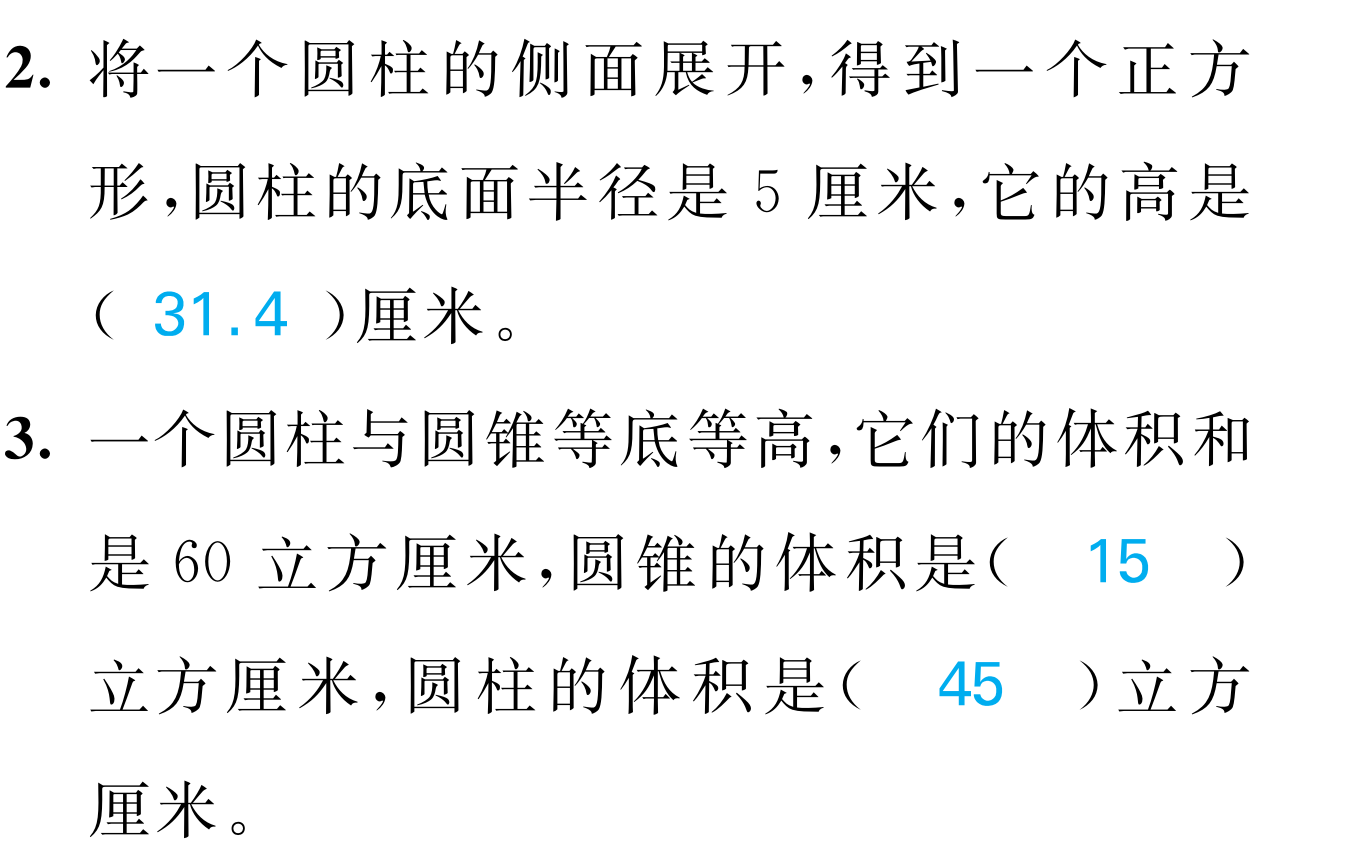 2. 将一个圆柱的侧面展开,得到一个正方
形,圆柱的底面半径是 5 厘米,它的高是
( 31.4 )厘米。
3. 一个圆柱与圆锥等底等高,它们的体积和
是 60 立方厘米,圆锥的体积是( 15 )
立方厘米,圆柱的体积是( 45 )立方
厘米。